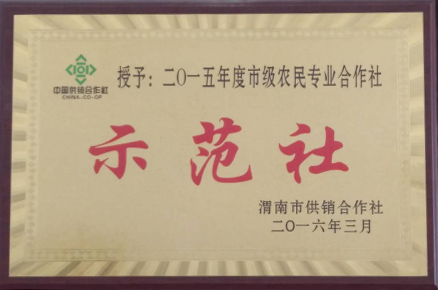 中国供销合作社
CHINA.CO-OP
授予：二〇一五年度市级农民专业合作社
示范社
渭南市供销合作社
二〇一六年三月